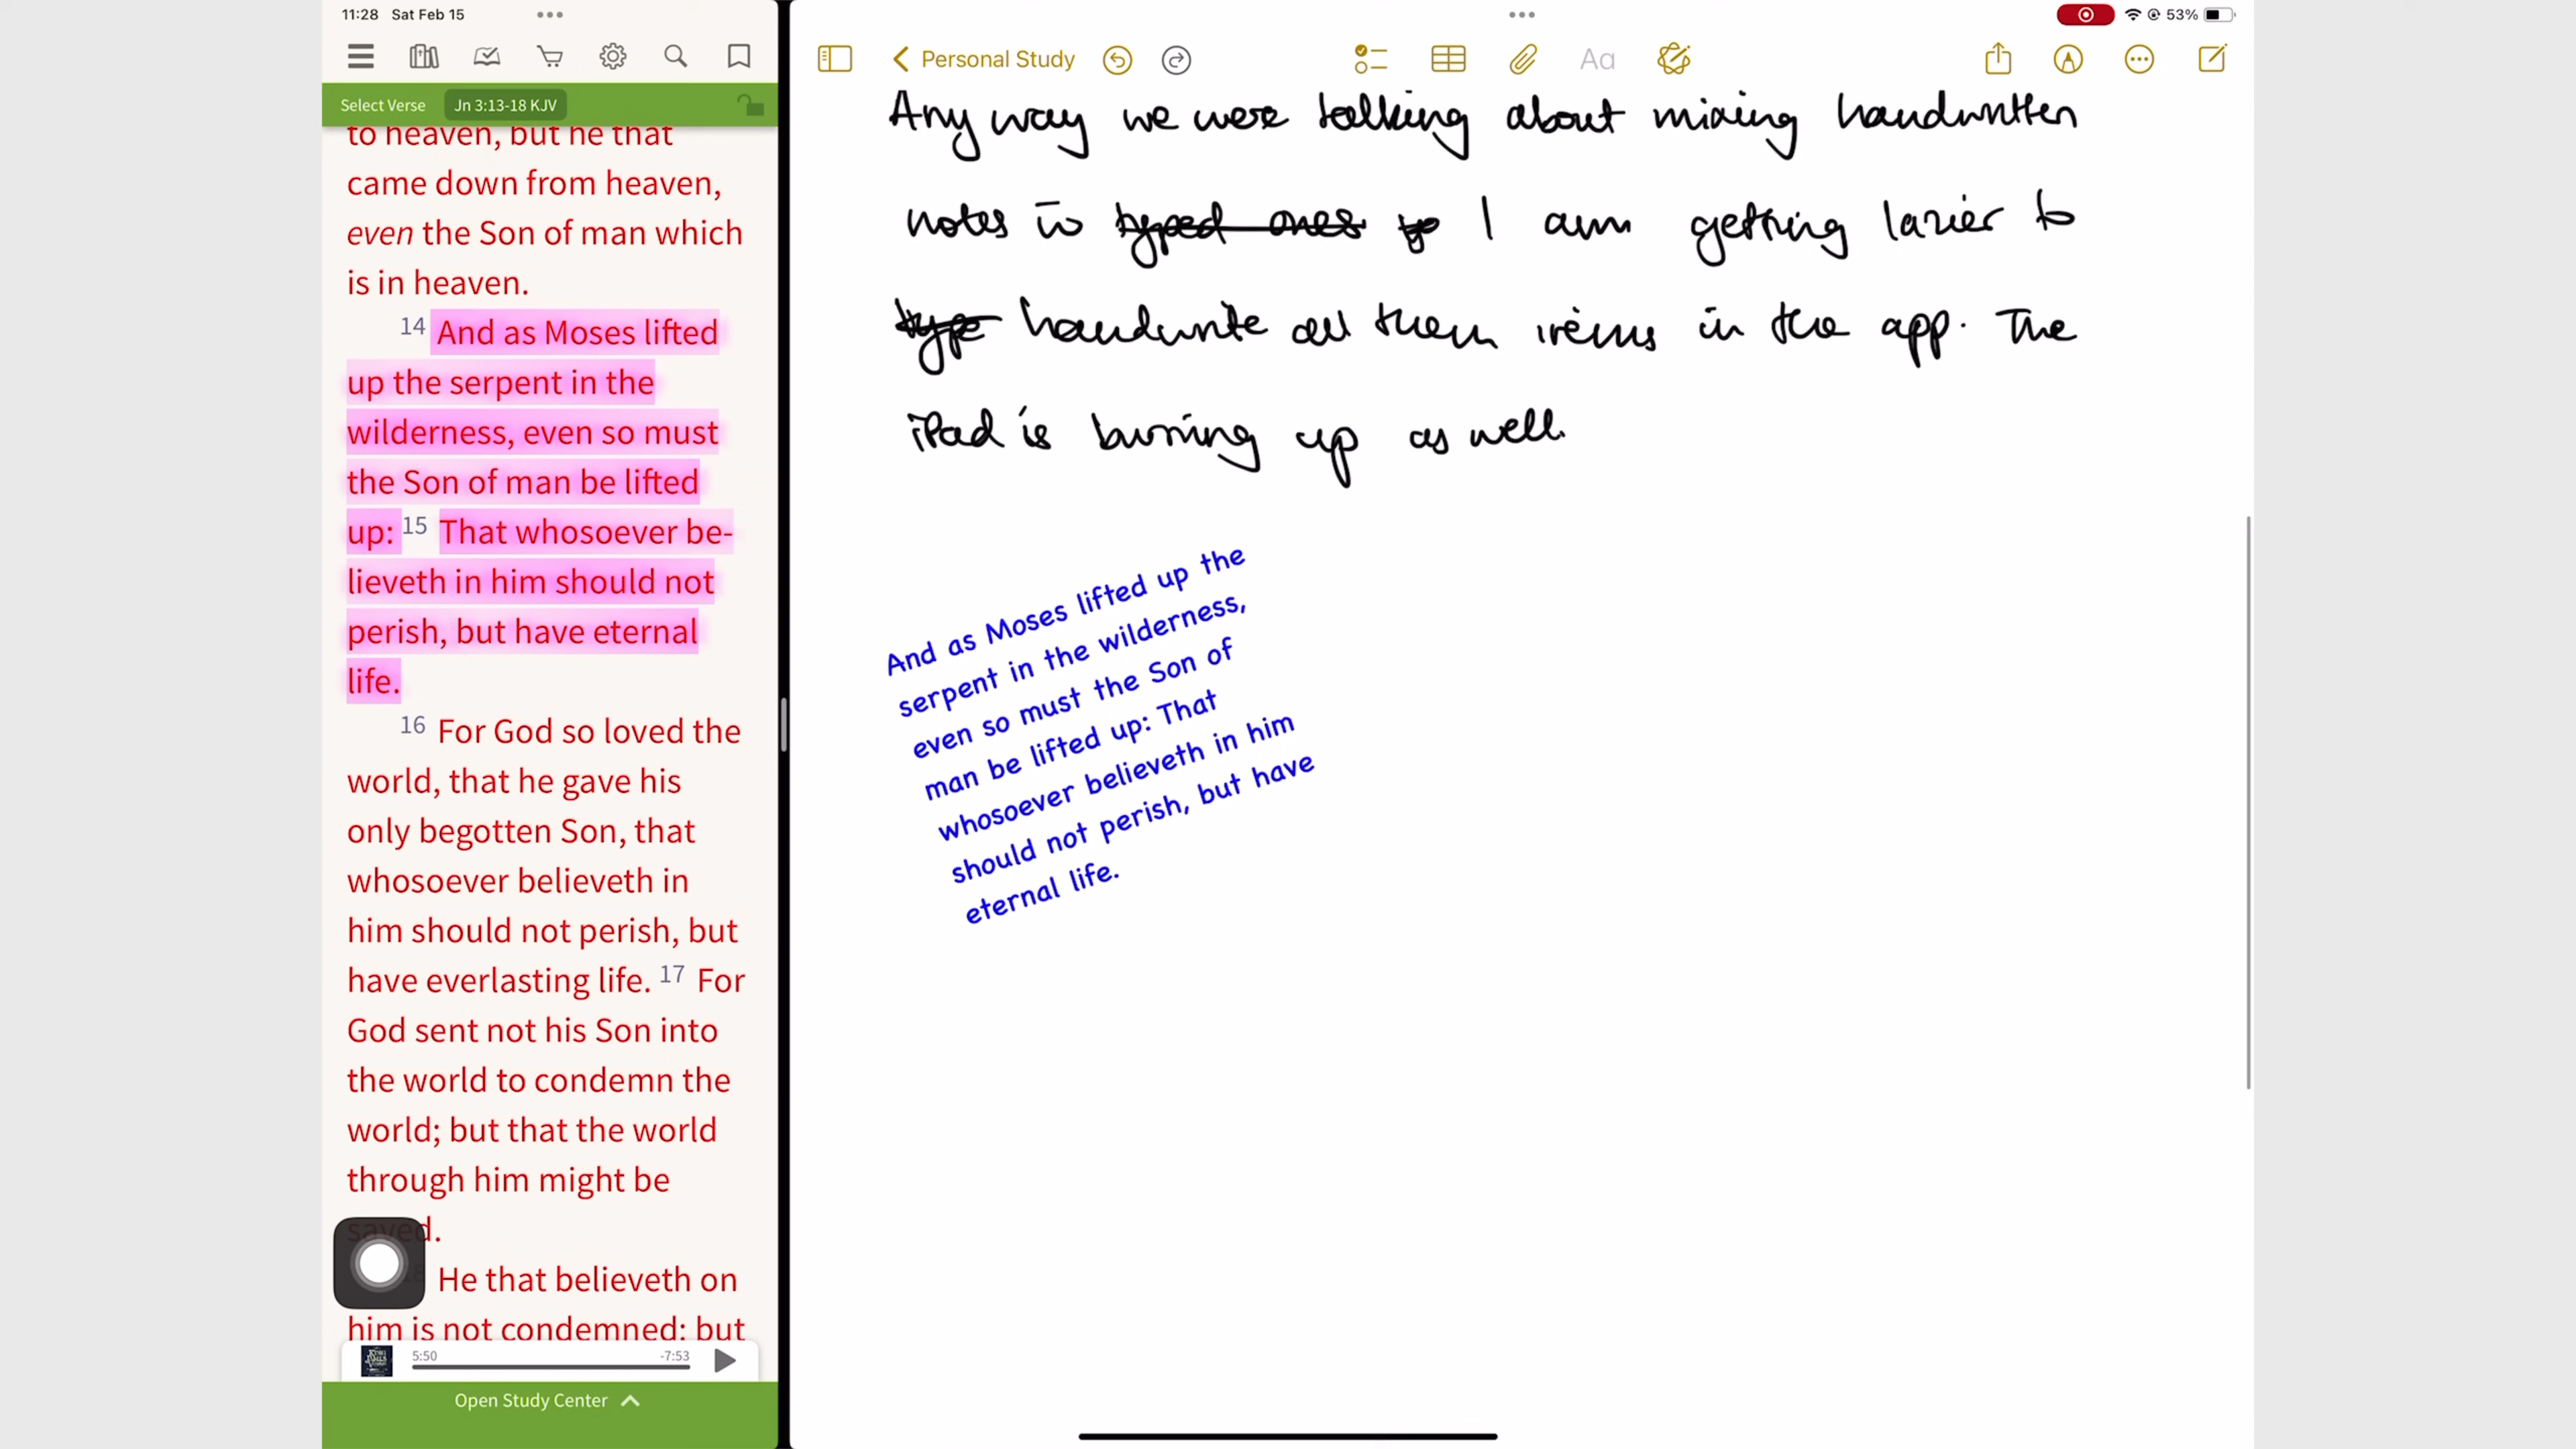 11:28 Sat Feb 15
Select Verse Jn 3:13-18 KJV
to heaven, but he that
came down from heaven,
even the Son of man which
is in heaven.
14 And as Moses lifted
up the serpent in the
wilderness, even so must
the Son of man be lifted
up: 15 That whosoever be-
lieveth in him should not
perish, but have eternal
life.
16 For God so loved the
world, that he gave his
only begotten Son, that
whosoever believeth in
him should not perish, but
have everlasting life. 17 For
God sent not his Son into
the world to condemn the
world; but that the world
through him might be
saved.
He that believeth on
him is not condemned: but
5:50 -7:53
Open Study Center
53%
Personal Study Aa
Any way we were talking about mixing handwritten
notes in typed ones I am getting lazier to
type handwrite all them items in the app. The
iPad is burning up as well.
And as Moses lifted up the
serpent in the wilderness,
even so must the Son of
man be lifted up: That
whosoever believeth in him
should not perish, but have
eternal life.